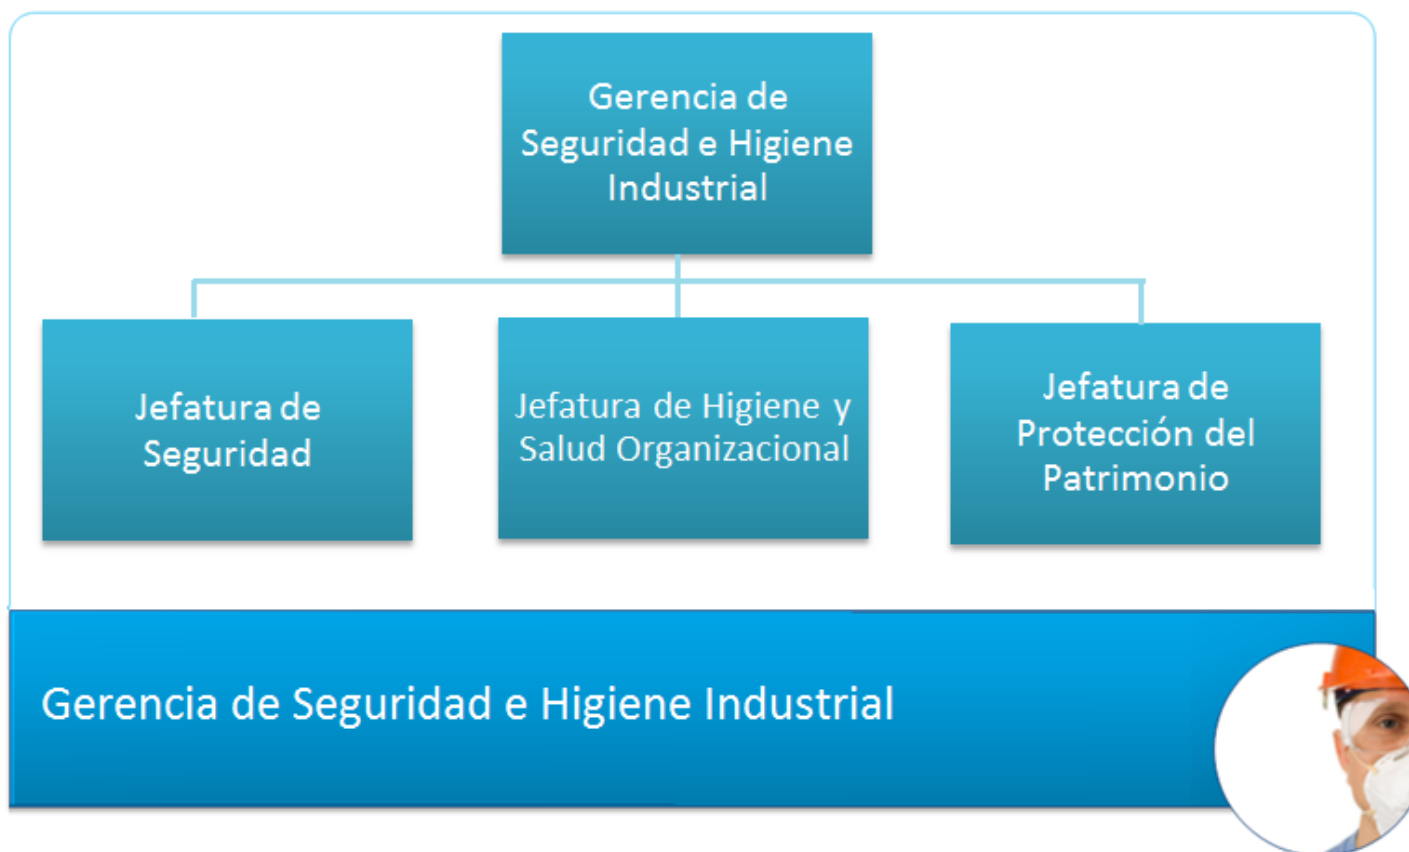 Gerencia de
Seguridad e Higiene
Industrial
Jefatura de
Seguridad
Jefatura de Higiene y
Salud Organizacional
Jefatura de
Protección del
Patrimonio
Gerencia de Seguridad e Higiene Industrial